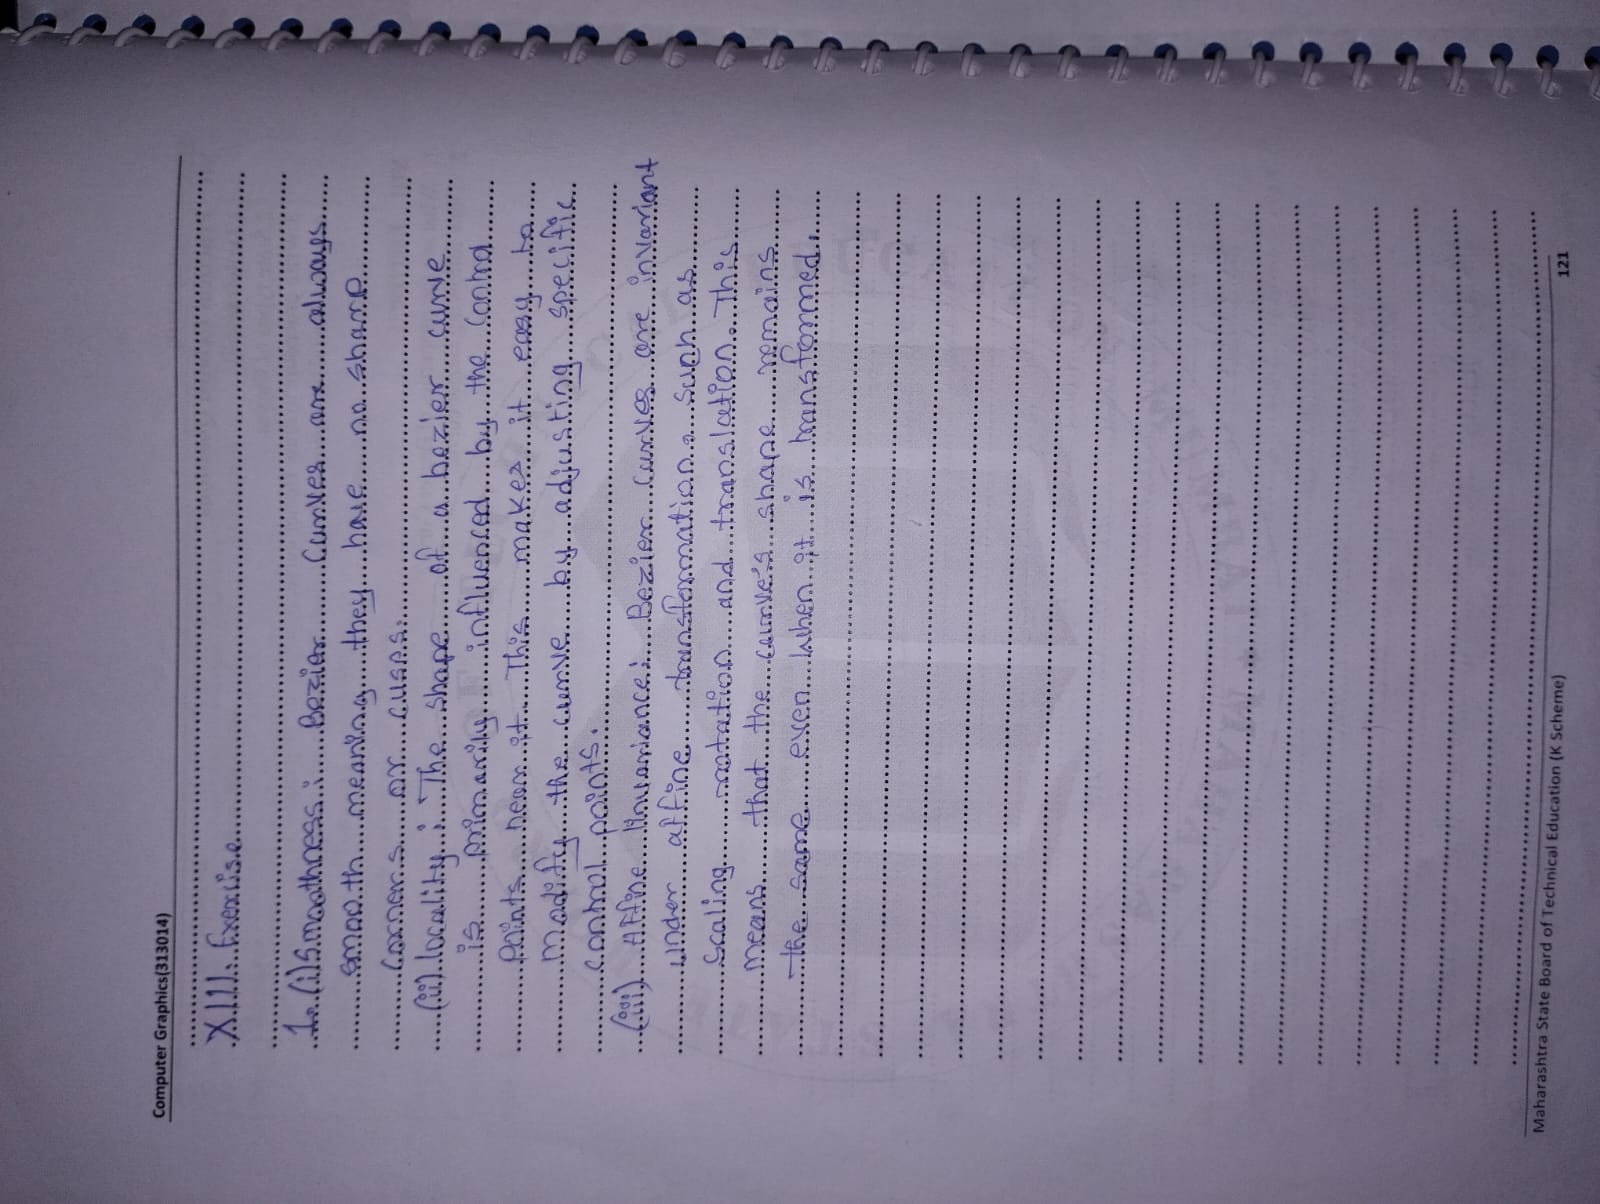 Computer Graphics(313014)
XIII. Exercise
1. (i) Smoothness : Bezier Curves are always
smooth meaning they have no sharp
Corners or cusps.
(ii) locality : The shape of a bezier curve
is primarily influenced by the Control
Points near it. This makes it easy to
modify the curve by adjusting specific
control points.
(iii) Affine Invariance: Bezier curves are invariant
under affine transformations such as
Scaling rotation and translation. This
means that the curve's shape remains
the same even when it is transformed.
Maharashtra State Board of Technical Education (K Scheme)
121